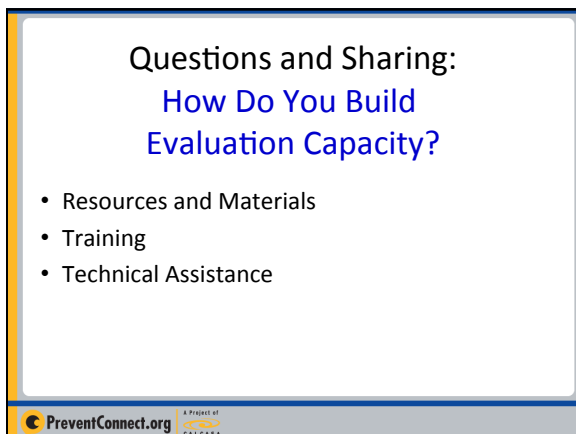 Questions and Sharing:
How Do You Build
Evaluation Capacity?
• Resources and Materials
• Training
• Technical Assistance
PreventConnect.org
A Project of
CALCASA